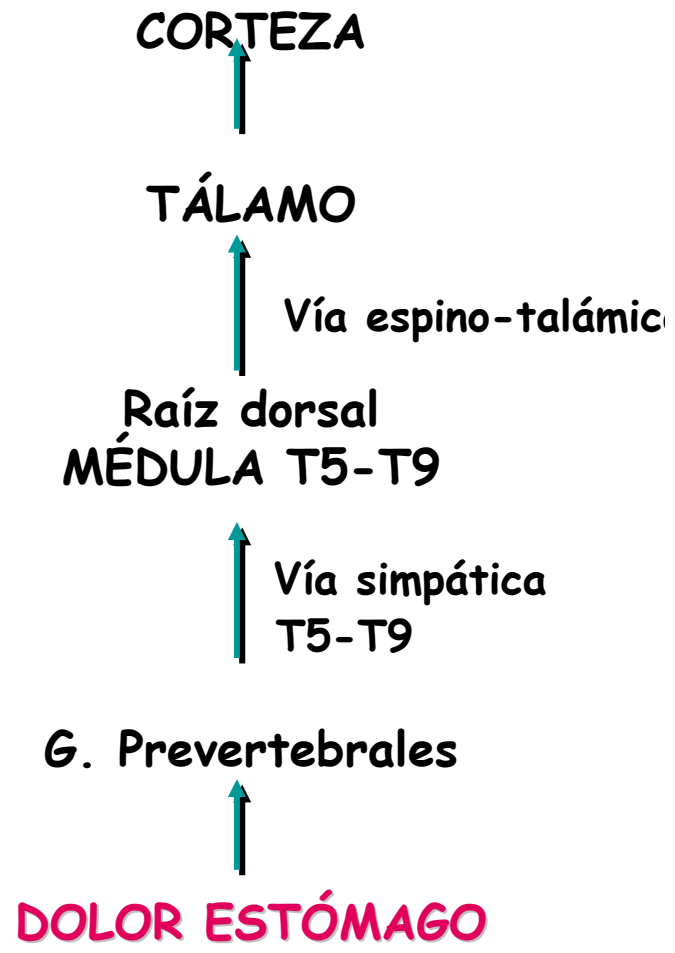 CORTEZA
TÁLAMO
Vía espino-talámic
Raíz dorsal
MÉDULA T5-T9
Vía simpática
T5-T9
G. Prevertebrales
DOLOR ESTÓMAGO